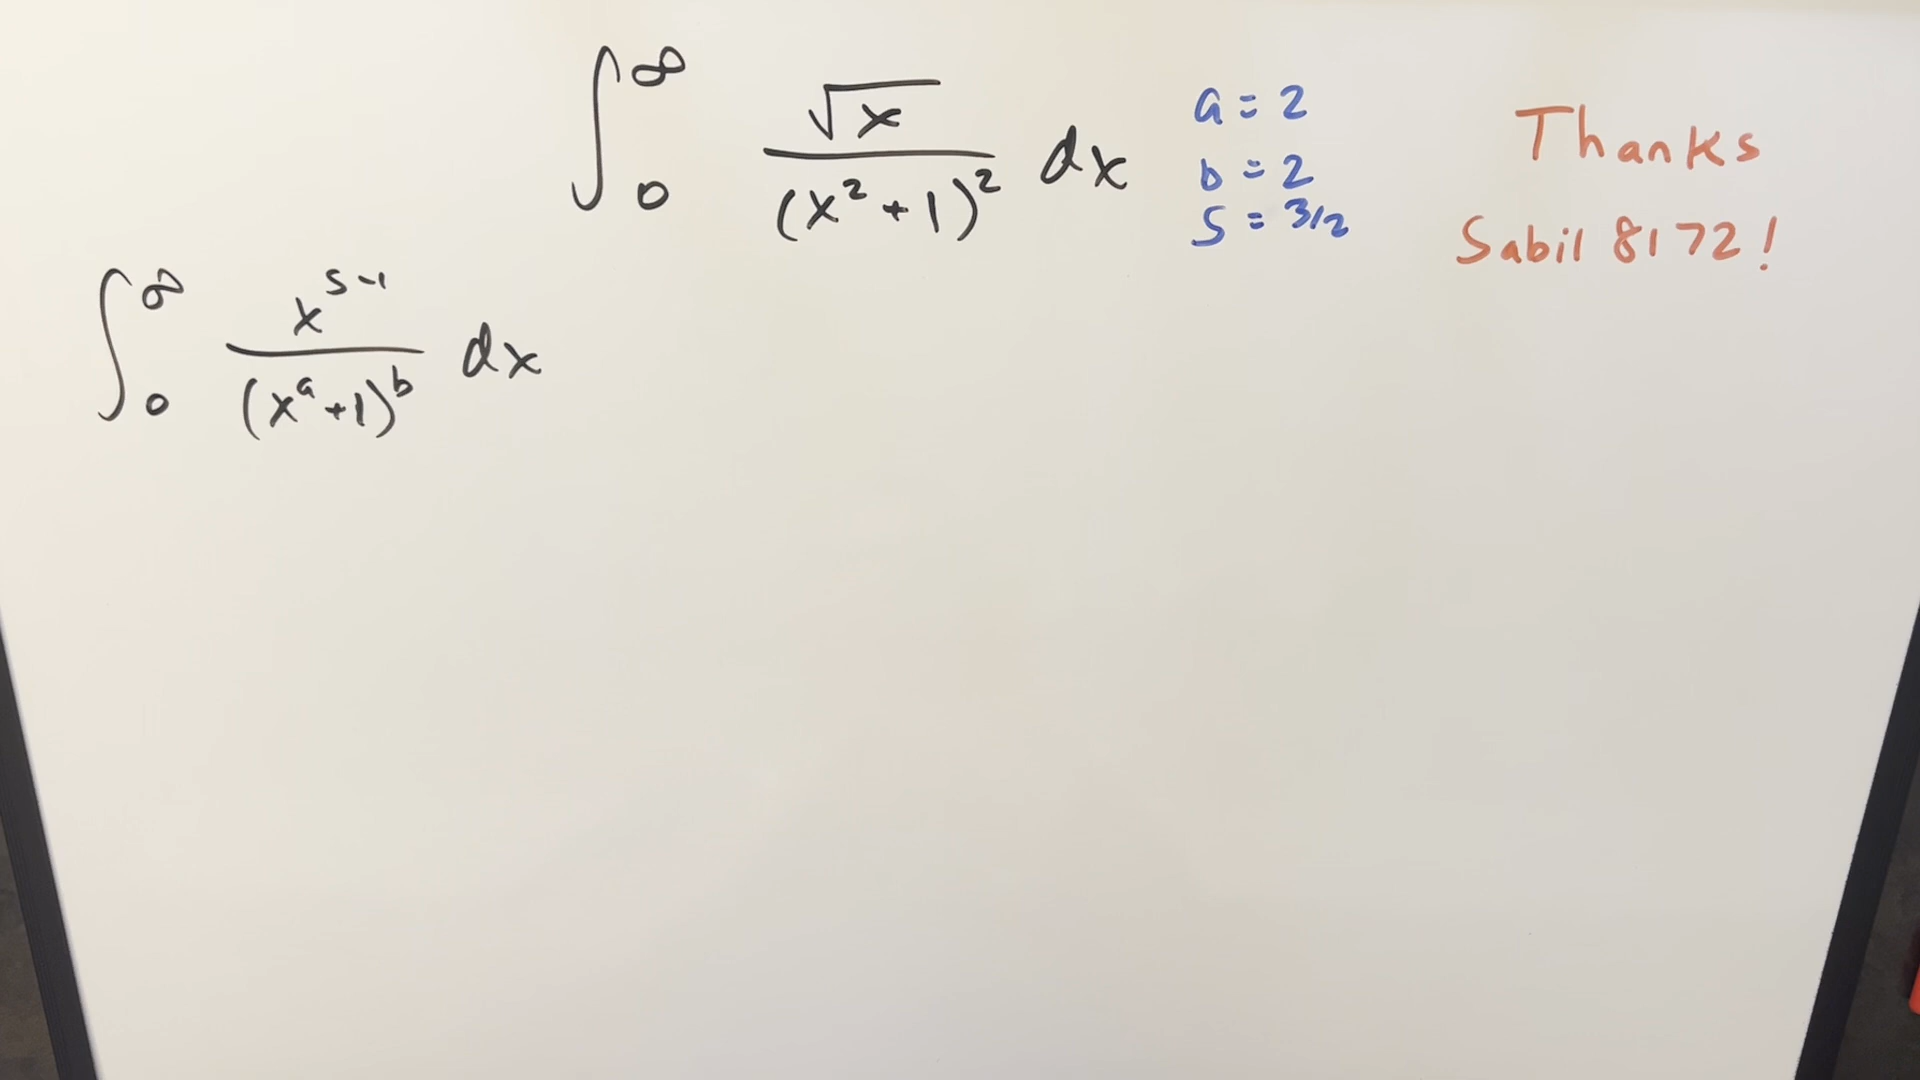 ∫₀^∞ √x / (x² + 1)² dx
a = 2
b = 2
s = 3/2
Thanks
Sabil 8172!
∫₀^∞ x^(s-1) / (x^a + 1)^b dx